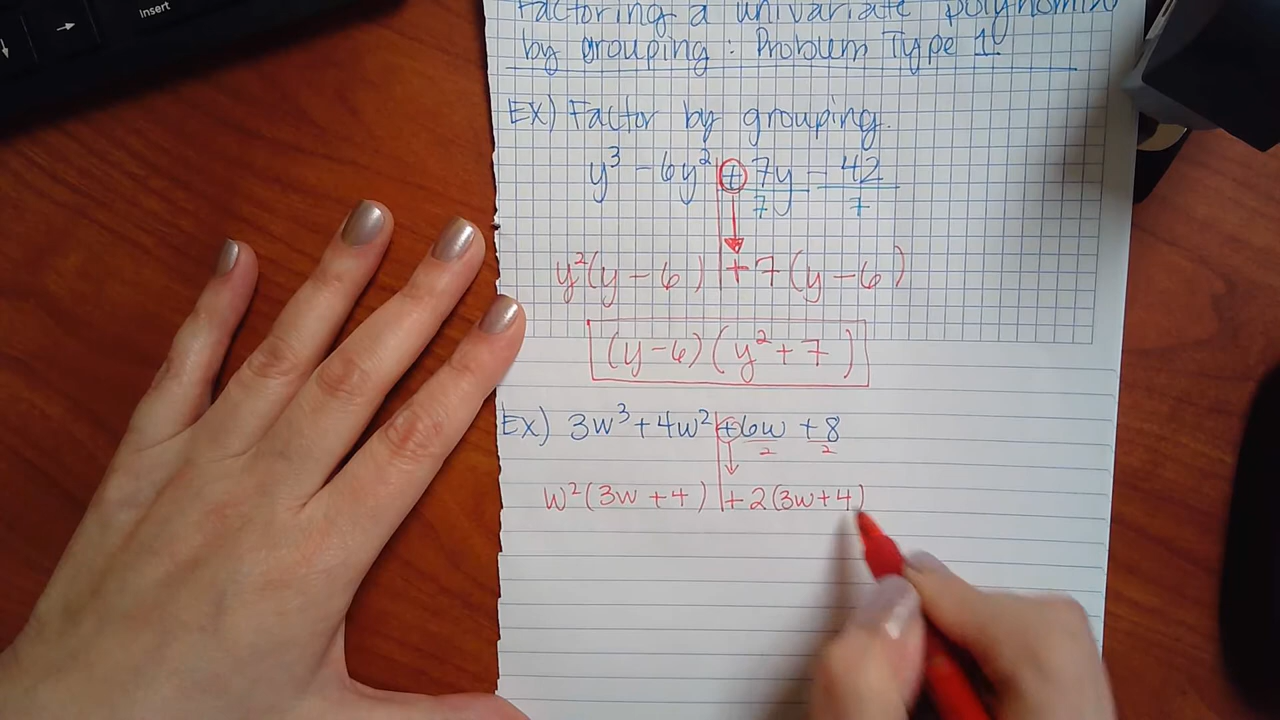 Insert
Factoring a univariate polynomial
by grouping: Problem Type 1.
EX) Factor by grouping.
y³ - 6y² + 7y - 42
7 7
y²(y - 6) + 7(y - 6)
(y-6)(y²+7)
Ex) 3w³ + 4w² + 6w + 8
2 2
w²(3w + 4) + 2(3w+4)